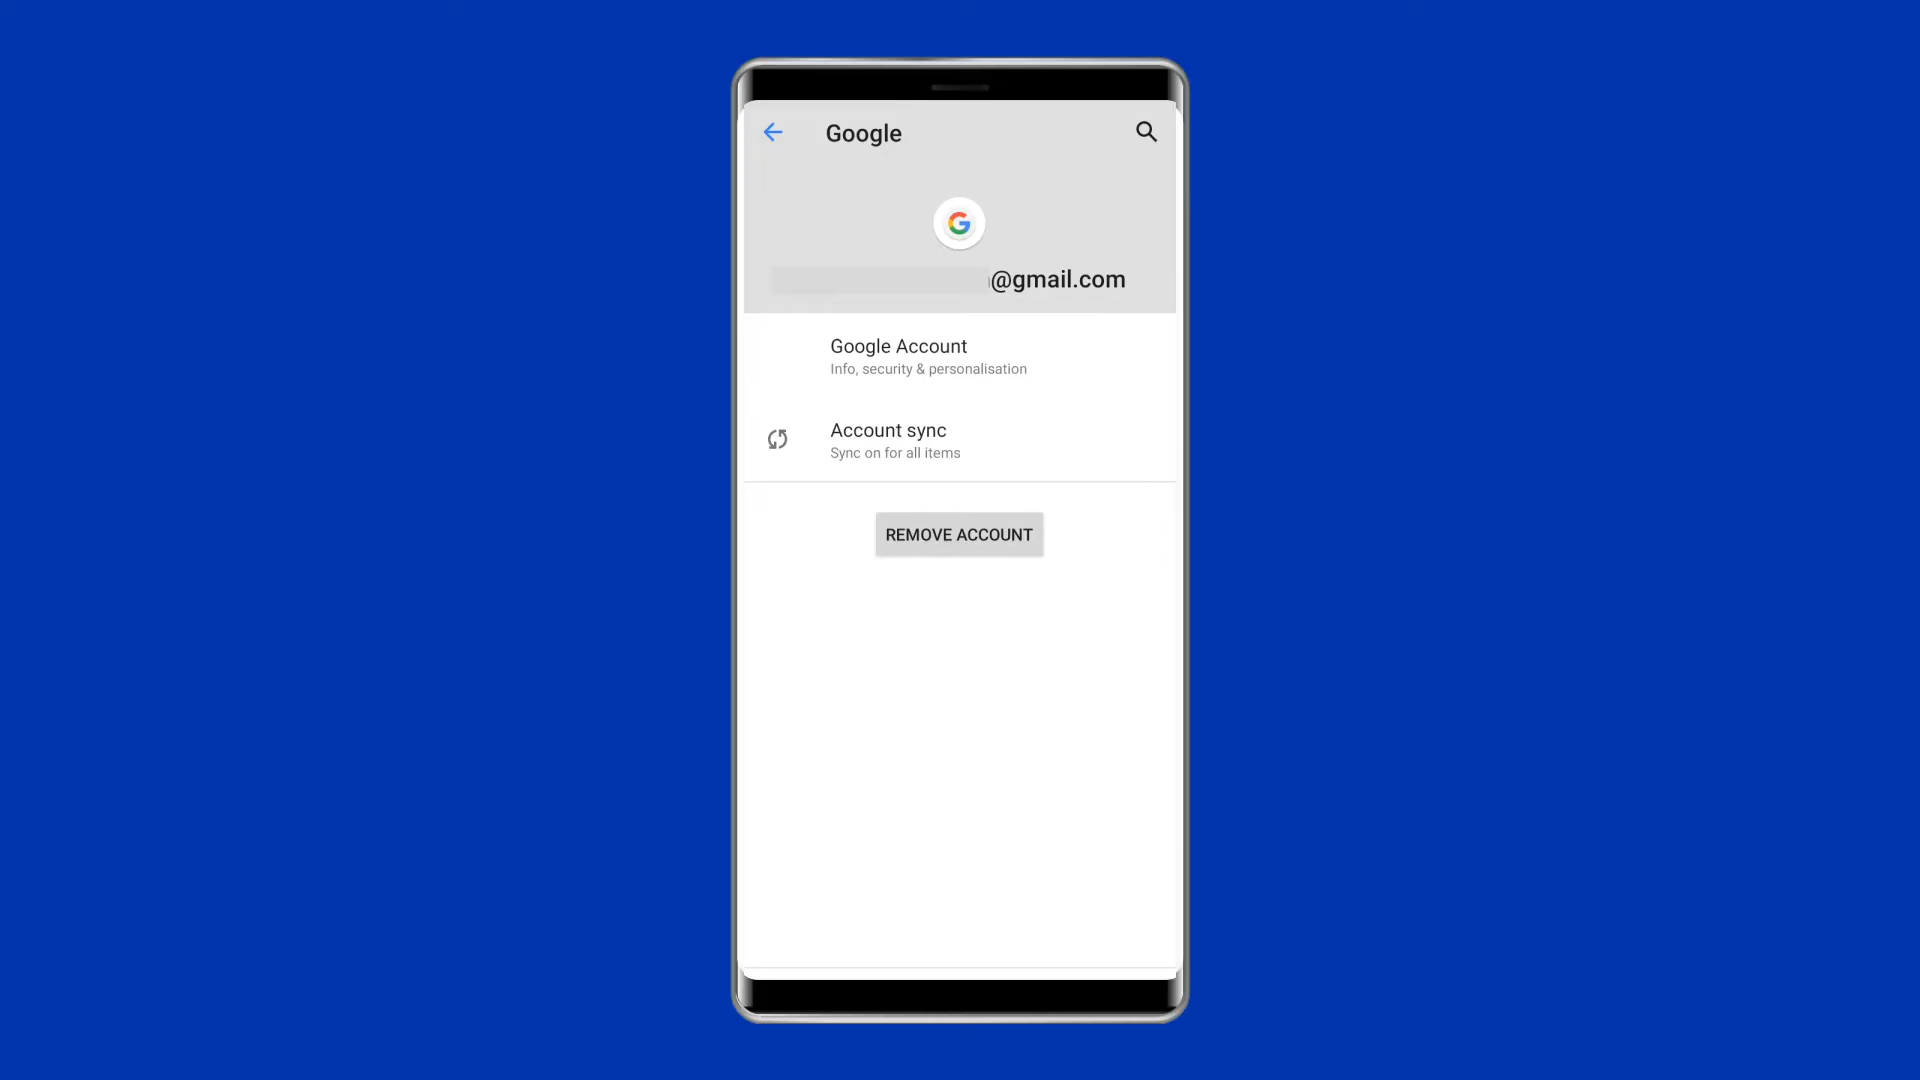 Google
@gmail.com
Google Account
Info, security & personalisation
Account sync
Sync on for all items
REMOVE ACCOUNT